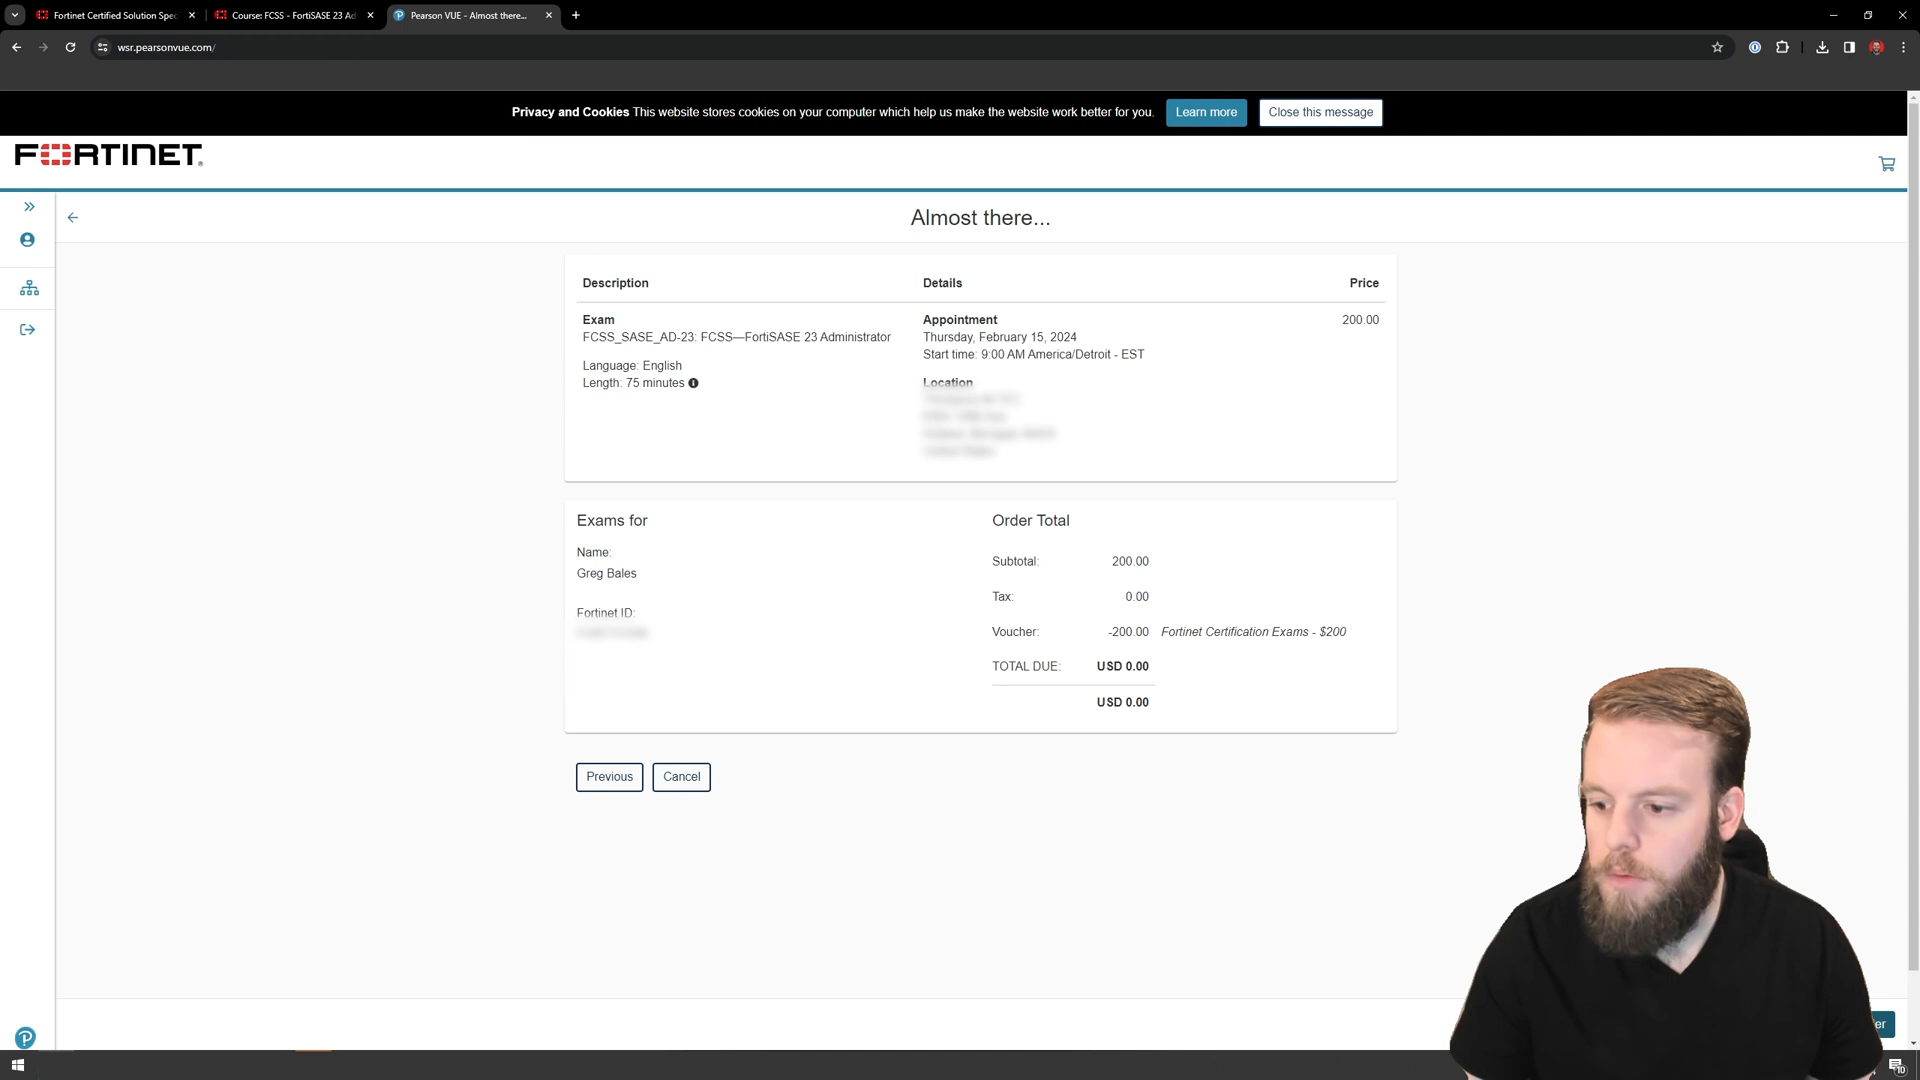 Fortinet Certified Solution Spec
Course: FCSS - FortiSASE 23 Ad
Pearson VUE - Almost there...
wsr.pearsonvue.com/
Privacy and Cookies This website stores cookies on your computer which help us make the website work better for you.
Learn more
Close this message
FORTINET®
Almost there...
Description
Details
Price
Exam
FCSS_SASE_AD-23: FCSS—FortiSASE 23 Administrator
Language: English
Length: 75 minutes
Appointment
Thursday, February 15, 2024
Start time: 9:00 AM America/Detroit - EST
Location
200.00
Exams for
Name:
Greg Bales
Fortinet ID:
Order Total
Subtotal: 200.00
Tax: 0.00
Voucher: -200.00 Fortinet Certification Exams - $200
TOTAL DUE: USD 0.00
USD 0.00
Previous
Cancel
er
10